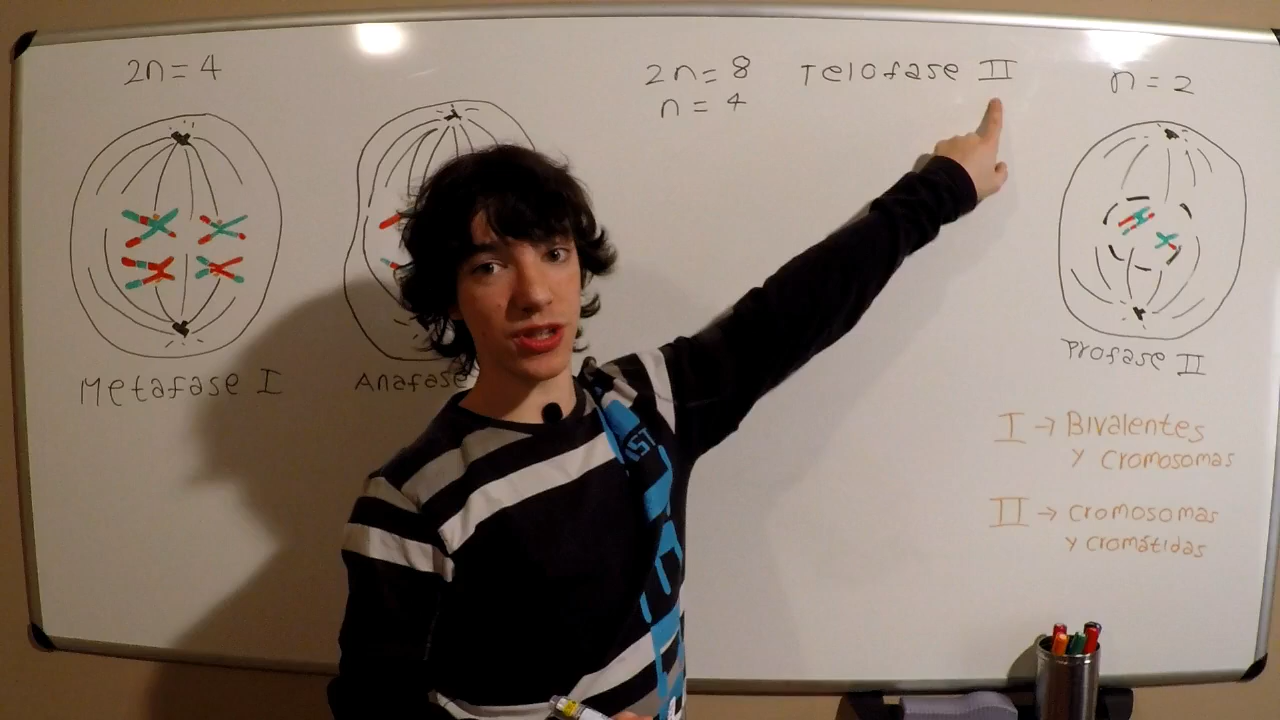 2n = 4
2n = 8
n = 4
Telofase II
n = 2
Metafase I
Anafase
Profase II
I → Bivalentes
y cromosomas
II → cromosomas
y cromátidas